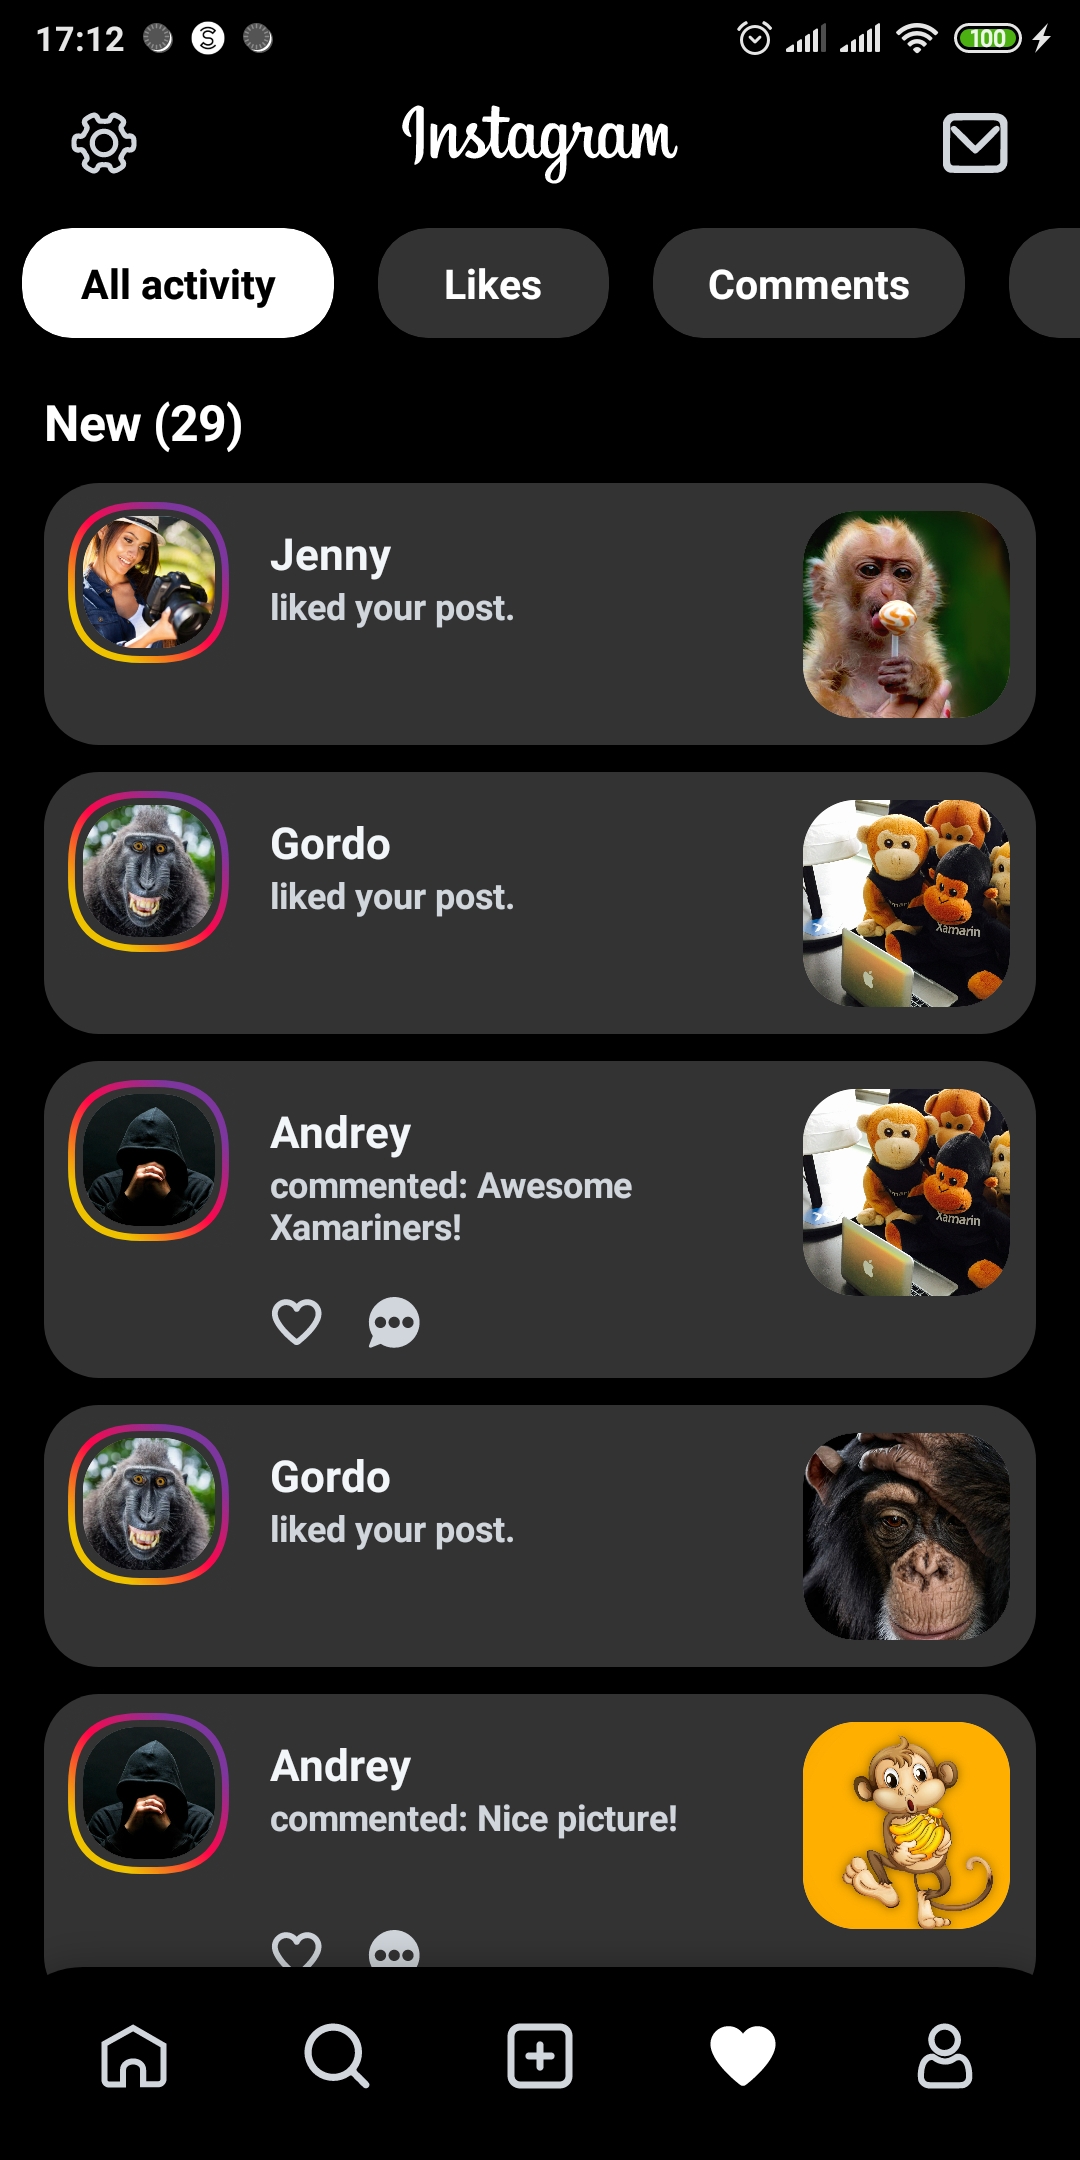 17:12
100
Instagram
All activity
Likes
Comments
New (29)
Jenny
liked your post.
Gordo
liked your post.
Xamarin
Andrey
commented: Awesome
Xamariners!
Xamarin
Gordo
liked your post.
Andrey
commented: Nice picture!